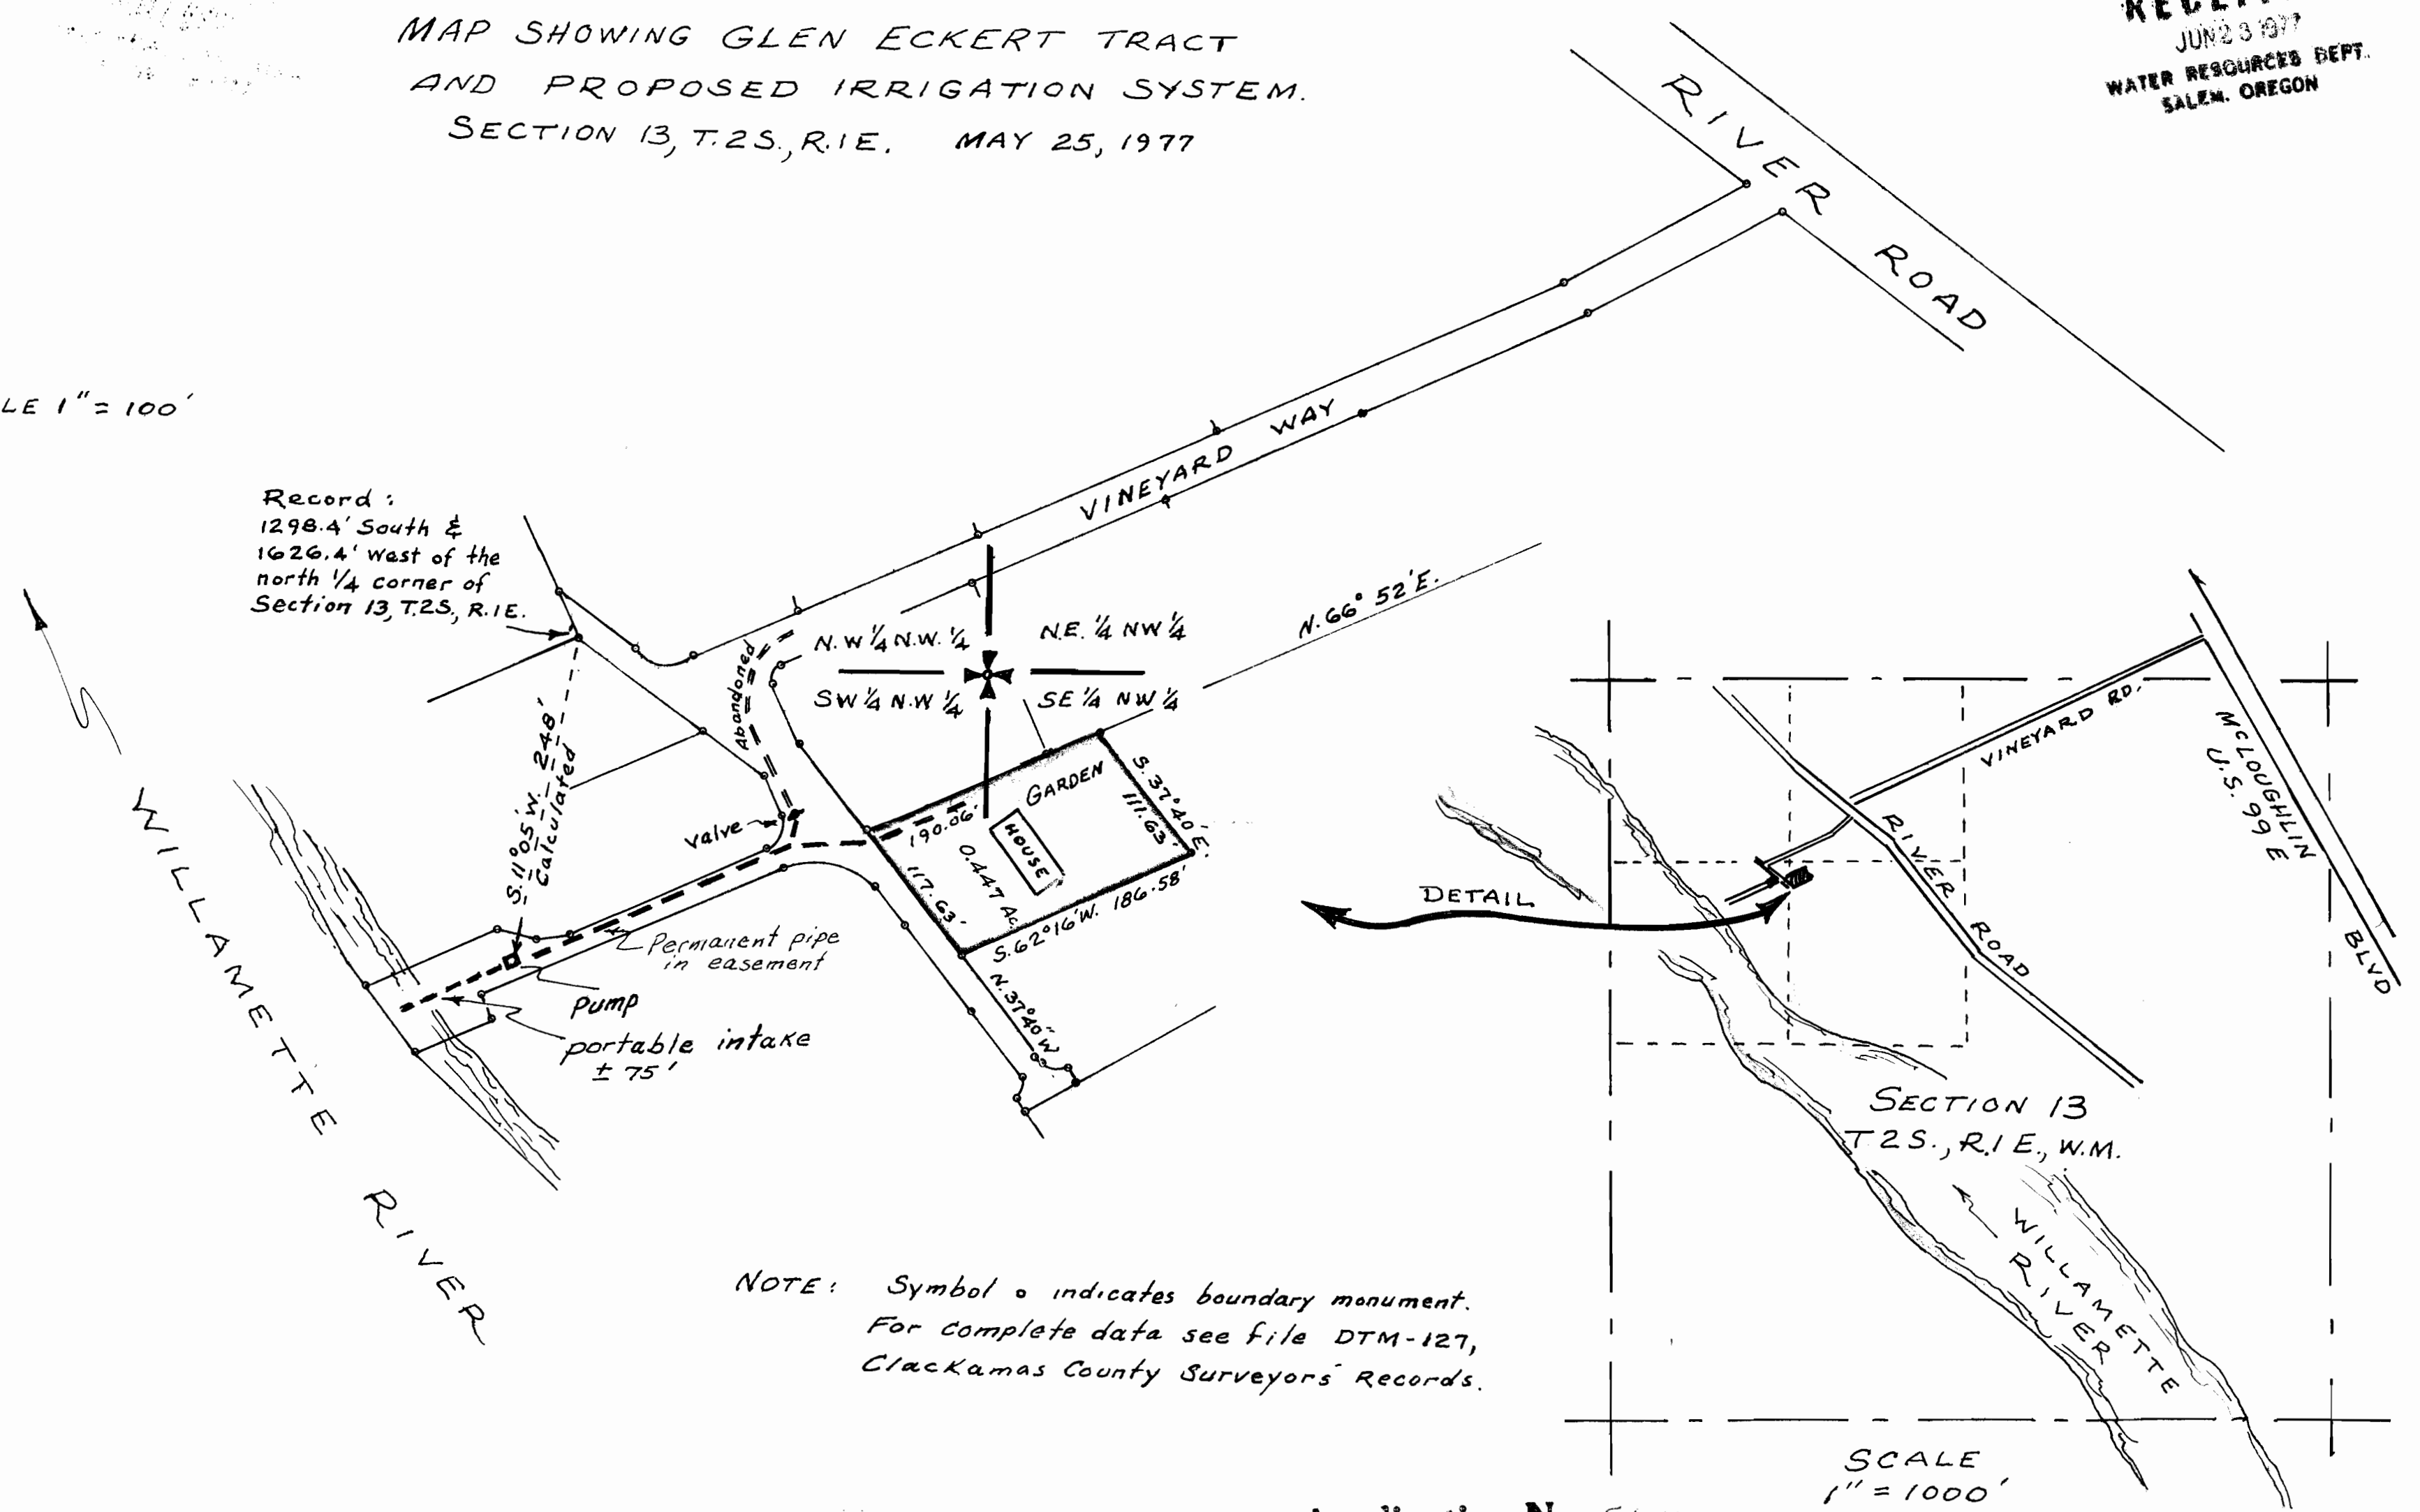 MAP SHOWING GLEN ECKERT TRACT
AND PROPOSED IRRIGATION SYSTEM.
SECTION 13, T.2S., R.1E. MAY 25, 1977
JUN 23 1977
WATER RESOURCES DEPT.
SALEM. OREGON
RIVER ROAD
LE 1" = 100'
VINEYARD WAY
Record:
1298.4' South &
1626.4' West of the
north 1/4 corner of
Section 13, T.2S., R.1E.
N.66° 52'E.
N.W 1/4 N.W. 1/4
N.E. 1/4 NW 1/4
SW 1/4 N.W 1/4
SE 1/4 NW 1/4
Abandoned
S.11°05'W. 248'
Calculated
valve
GARDEN
190.06'
HOUSE
0.447 Ac.
S.37°40'E.
111.63'
117.63'
S.62°16'W. 186.58'
N.37°40"W
Permanent pipe
in easement
Pump
portable intake
± 75'
WILLAMETTE RIVER
DETAIL
VINEYARD RD.
McLOUGHLIN BLVD
U.S. 99 E
RIVER ROAD
SECTION 13
T2S., R.1E., W.M.
WILLAMETTE
RIVER
NOTE: Symbol o indicates boundary monument.
For complete data see file DTM-127,
Clackamas County Surveyors' Records.
SCALE
1" = 1000'